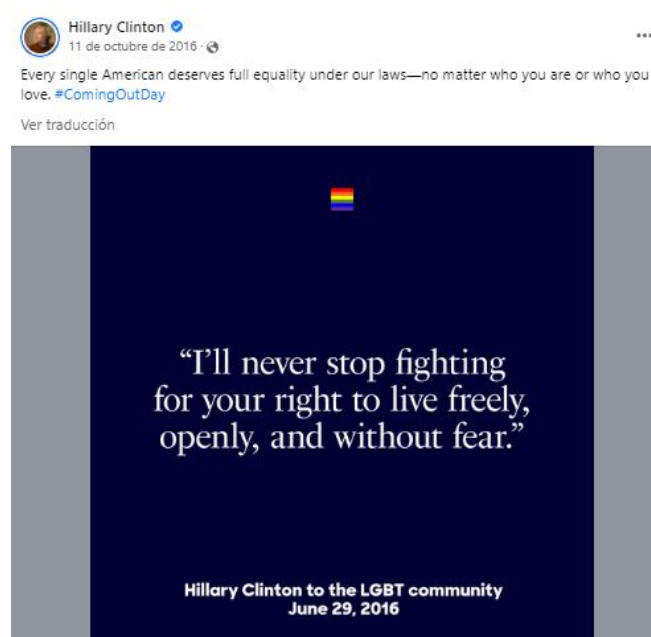 Hillary Clinton
11 de octubre de 2016 ·
Every single American deserves full equality under our laws—no matter who you are or who you
love. #ComingOutDay
Ver traducción
“I’ll never stop fighting
for your right to live freely,
openly, and without fear.”
Hillary Clinton to the LGBT community
June 29, 2016